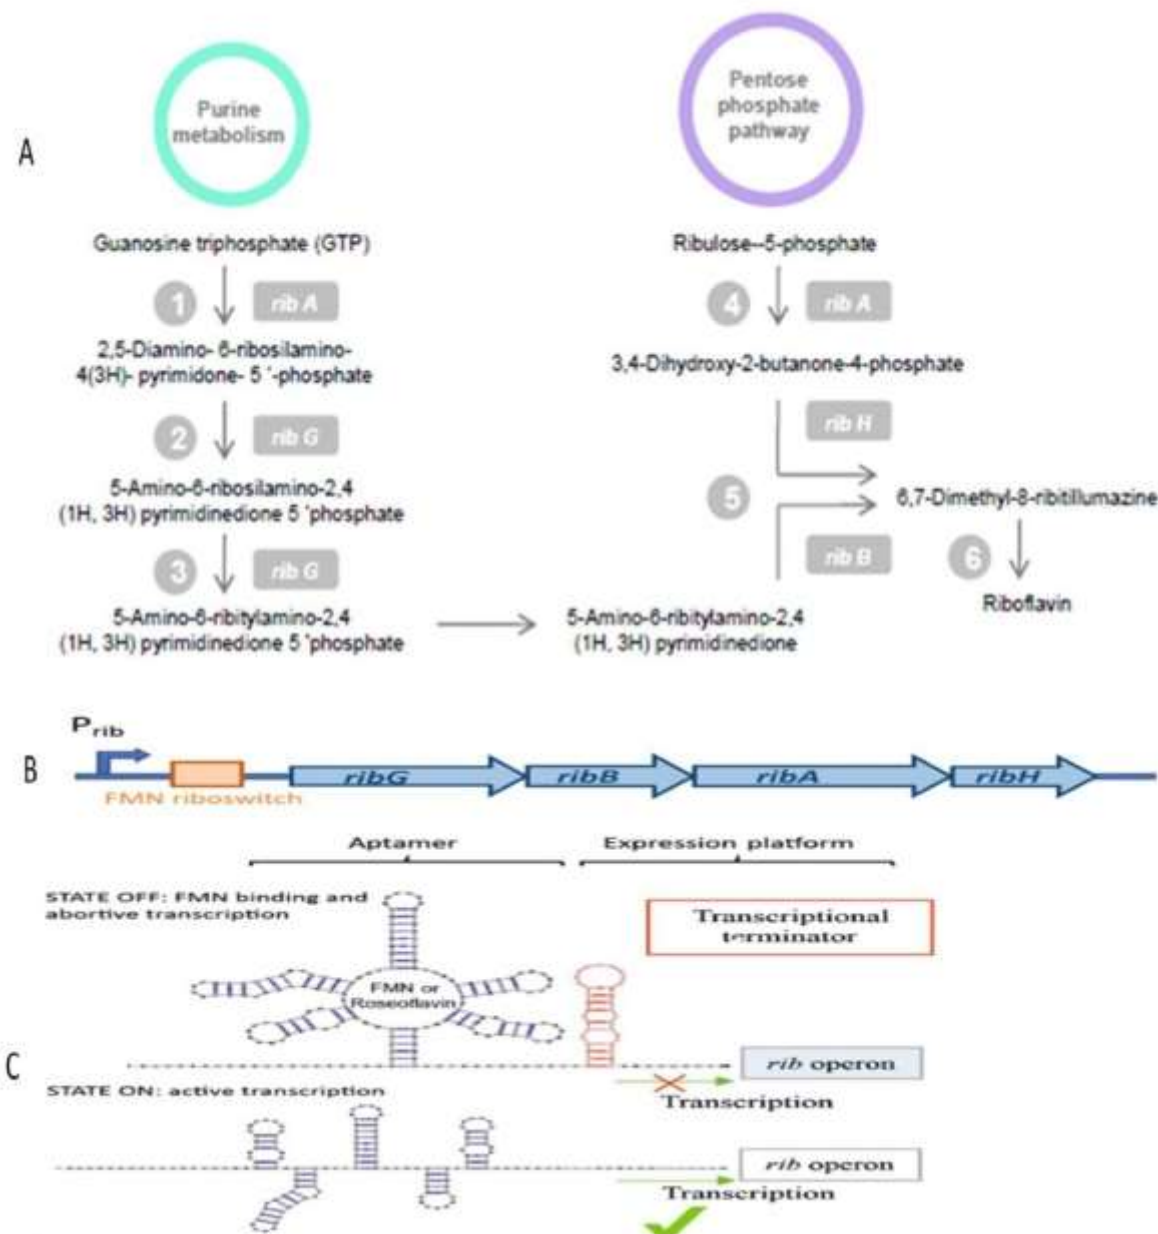 A
Purine
metabolism
Pentose
phosphate
pathway
Guanosine triphosphate (GTP)
1
rib A
2,5-Diamino- 6-ribosilamino-
4(3H)- pyrimidone- 5 '-phosphate
2
rib G
5-Amino-6-ribosilamino-2,4
(1H, 3H) pyrimidinedione 5 'phosphate
3
rib G
5-Amino-6-ribitylamino-2,4
(1H, 3H) pyrimidinedione 5 'phosphate
Ribulose--5-phosphate
4
rib A
3,4-Dihydroxy-2-butanone-4-phosphate
rib H
5
6,7-Dimethyl-8-ribitillumazine
rib B
6
Riboflavin
5-Amino-6-ribitylamino-2,4
(1H, 3H) pyrimidinedione
B
Prib
FMN riboswitch
ribG
ribB
ribA
ribH
C
Aptamer
Expression platform
STATE OFF: FMN binding and
abortive transcription
Transcriptional
terminator
FMN or
Roseoflavin
rib operon
Transcription
STATE ON: active transcription
rib operon
Transcription